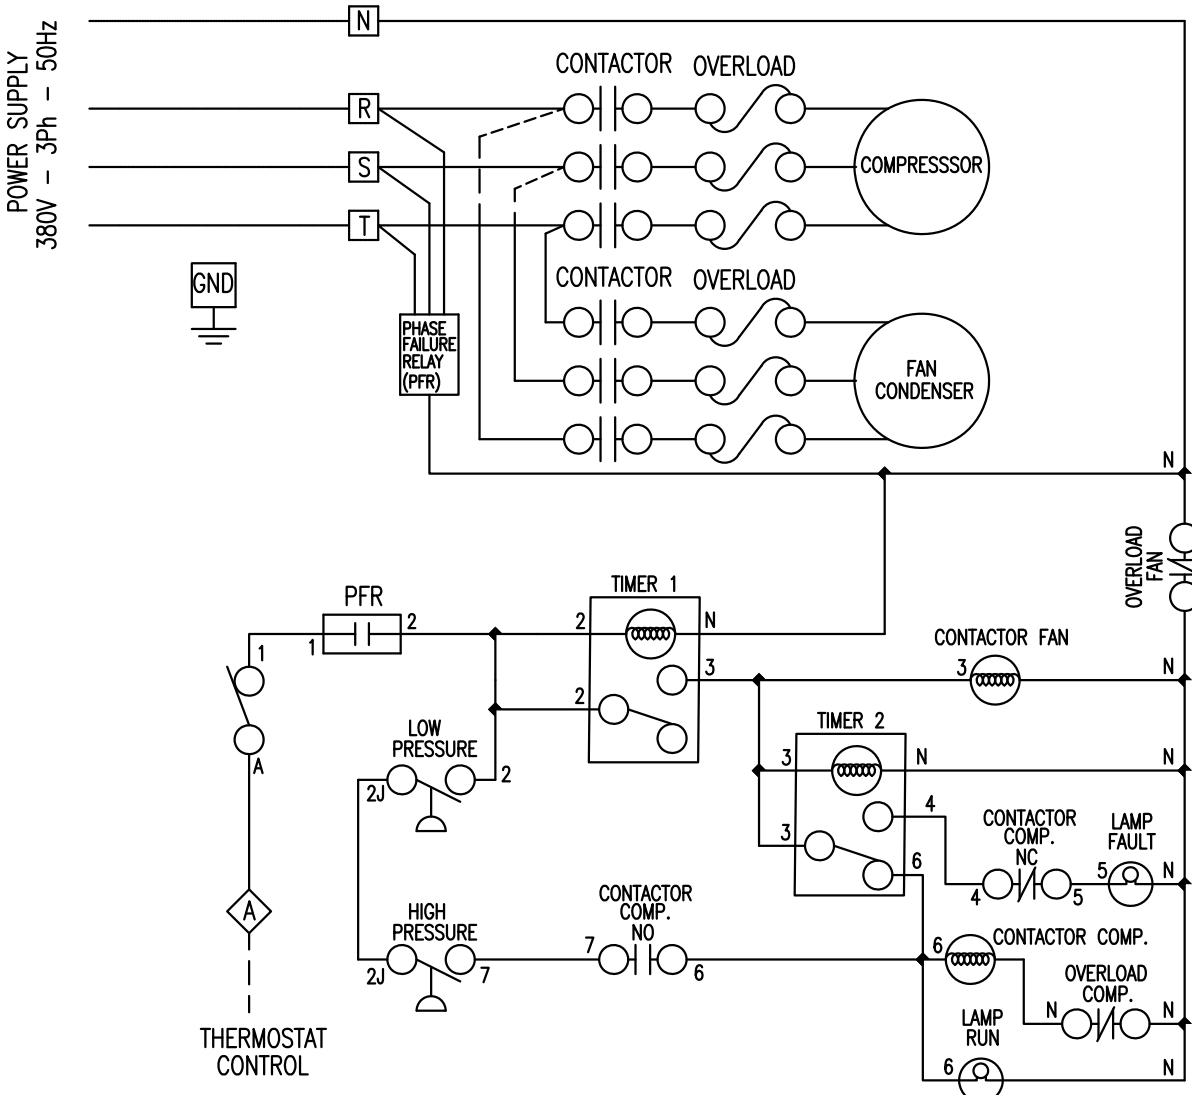 POWER SUPPLY
380V - 3Ph - 50Hz
N
R
S
T
GND
CONTACTOR
OVERLOAD
COMPRESSSOR
CONTACTOR
OVERLOAD
FAN
CONDENSER
PHASE
FAILURE
RELAY
(PFR)
N
OVERLOAD
FAN
PFR
1
2
1
A
A
THERMOSTAT
CONTROL
TIMER 1
2
N
3
2
CONTACTOR FAN
3
N
LOW
PRESSURE
2J
2
TIMER 2
3
N
N
4
3
6
CONTACTOR
COMP.
NC
4
5
LAMP
FAULT
5
N
HIGH
PRESSURE
2J
7
CONTACTOR
COMP.
NO
7
6
6
CONTACTOR COMP.
OVERLOAD
COMP.
N
N
LAMP
RUN
6
N